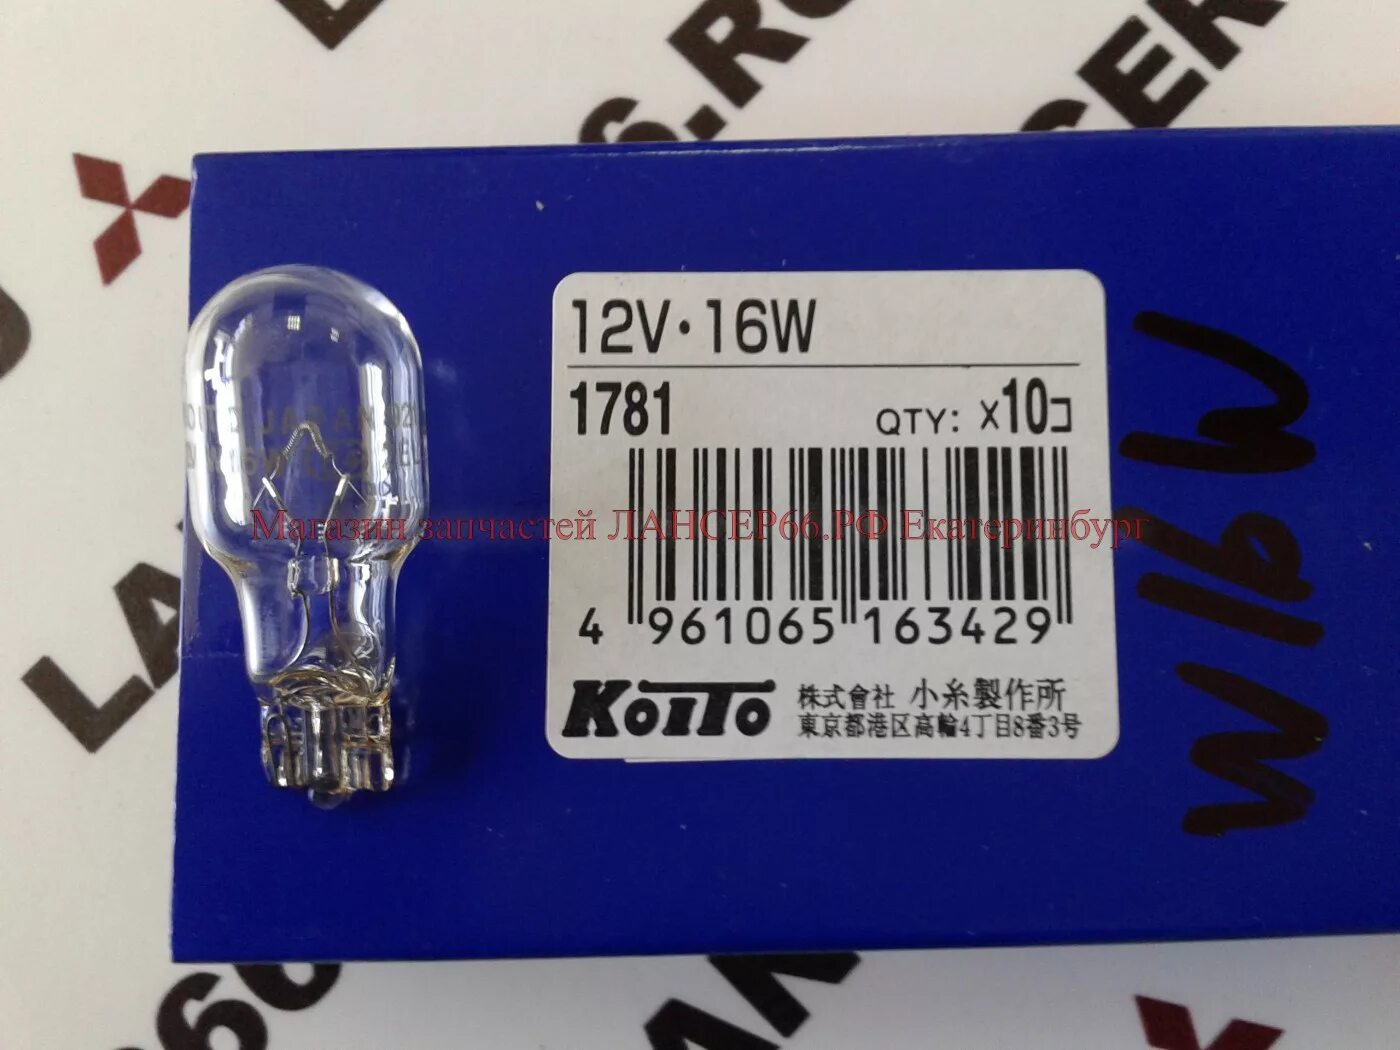 12V·16W
1781 QTY: x10コ
4 961065 163429
KOITO 株式會社 小糸製作所
東京都港区高輪4丁目8番3号
W16W
Магазин запчастей ЛАНСЕР66.РФ Екатеринбург
JAPAN
16W